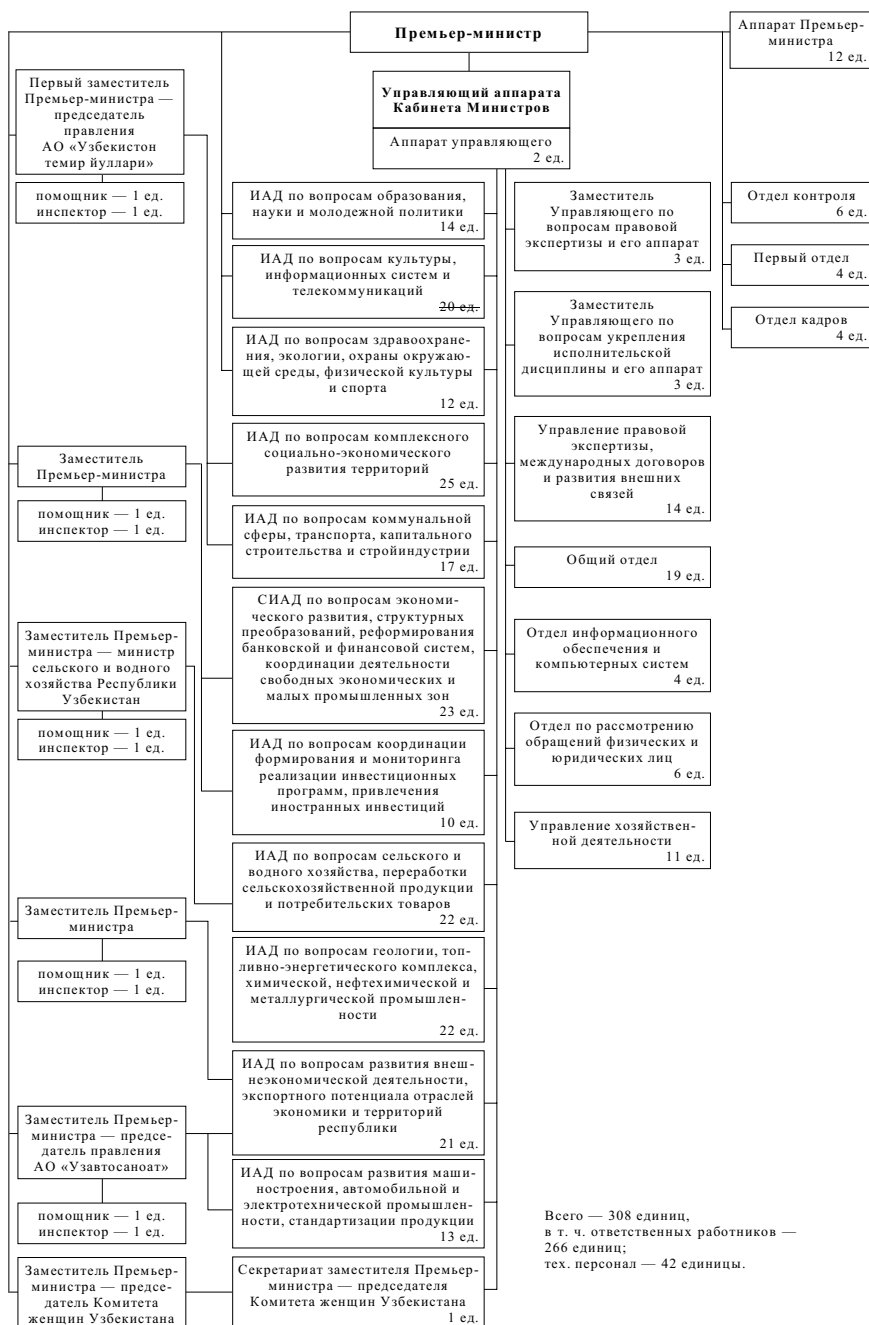 Премьер-министр
Управляющий аппарата
Кабинета Министров
Аппарат управляющего
2 ед.
Аппарат Премьер-
министра
12 ед.
Отдел контроля
6 ед.
Первый отдел
4 ед.
Отдел кадров
4 ед.
Первый заместитель
Премьер-министра —
председатель
правления
АО «Узбекистон
темир йуллари»
помощник — 1 ед.
инспектор — 1 ед.
Заместитель
Премьер-министра
помощник — 1 ед.
инспектор — 1 ед.
Заместитель Премьер-
министра — министр
сельского и водного
хозяйства Республики
Узбекистан
помощник — 1 ед.
инспектор — 1 ед.
Заместитель Премьер-
министра
помощник — 1 ед.
инспектор — 1 ед.
Заместитель Премьер-
министра — предсе-
датель правления
АО «Узавтосаноат»
помощник — 1 ед.
инспектор — 1 ед.
Заместитель Премьер-
министра — предсе-
датель Комитета
женщин Узбекистана
ИАД по вопросам образования,
науки и молодежной политики
14 ед.
ИАД по вопросам культуры,
информационных систем и
телекоммуникаций
20 ед.
ИАД по вопросам здравоохране-
ния, экологии, охраны окружаю-
щей среды, физической культуры
и спорта
12 ед.
ИАД по вопросам комплексного
социально-экономического
развития территорий
25 ед.
ИАД по вопросам коммунальной
сферы, транспорта, капитального
строительства и стройиндустрии
17 ед.
СИАД по вопросам экономи-
ческого развития, структурных
преобразований, реформирования
банковской и финансовой систем,
координации деятельности
свободных экономических и
малых промышленных зон
23 ед.
ИАД по вопросам координации
формирования и мониторинга
реализации инвестиционных
программ, привлечения
иностранных инвестиций
10 ед.
ИАД по вопросам сельского и
водного хозяйства, переработки
сельскохозяйственной продукции
и потребительских товаров
22 ед.
ИАД по вопросам геологии, топ-
ливно-энергетического комплекса,
химической, нефтехимической и
металлургической промышлен-
ности
22 ед.
ИАД по вопросам развития внеш-
неэкономической деятельности,
экспортного потенциала отраслей
экономики и территорий
республики
21 ед.
ИАД по вопросам развития маши-
ностроения, автомобильной и
электротехнической промышлен-
ности, стандартизации продукции
13 ед.
Секретариат заместителя Премьер-
министра — председателя
Комитета женщин Узбекистана
1 ед.
Заместитель
Управляющего по
вопросам правовой
экспертизы и его аппарат
3 ед.
Заместитель
Управляющего по
вопросам укрепления
исполнительской
дисциплины и его аппарат
3 ед.
Управление правовой
экспертизы,
международных договоров
и развития внешних
связей
14 ед.
Общий отдел
19 ед.
Отдел информационного
обеспечения и
компьютерных систем
4 ед.
Отдел по рассмотрению
обращений физических и
юридических лиц
6 ед.
Управление хозяйствен-
ной деятельности
11 ед.
Всего — 308 единиц,
в т. ч. ответственных работников —
266 единиц;
тех. персонал — 42 единицы.